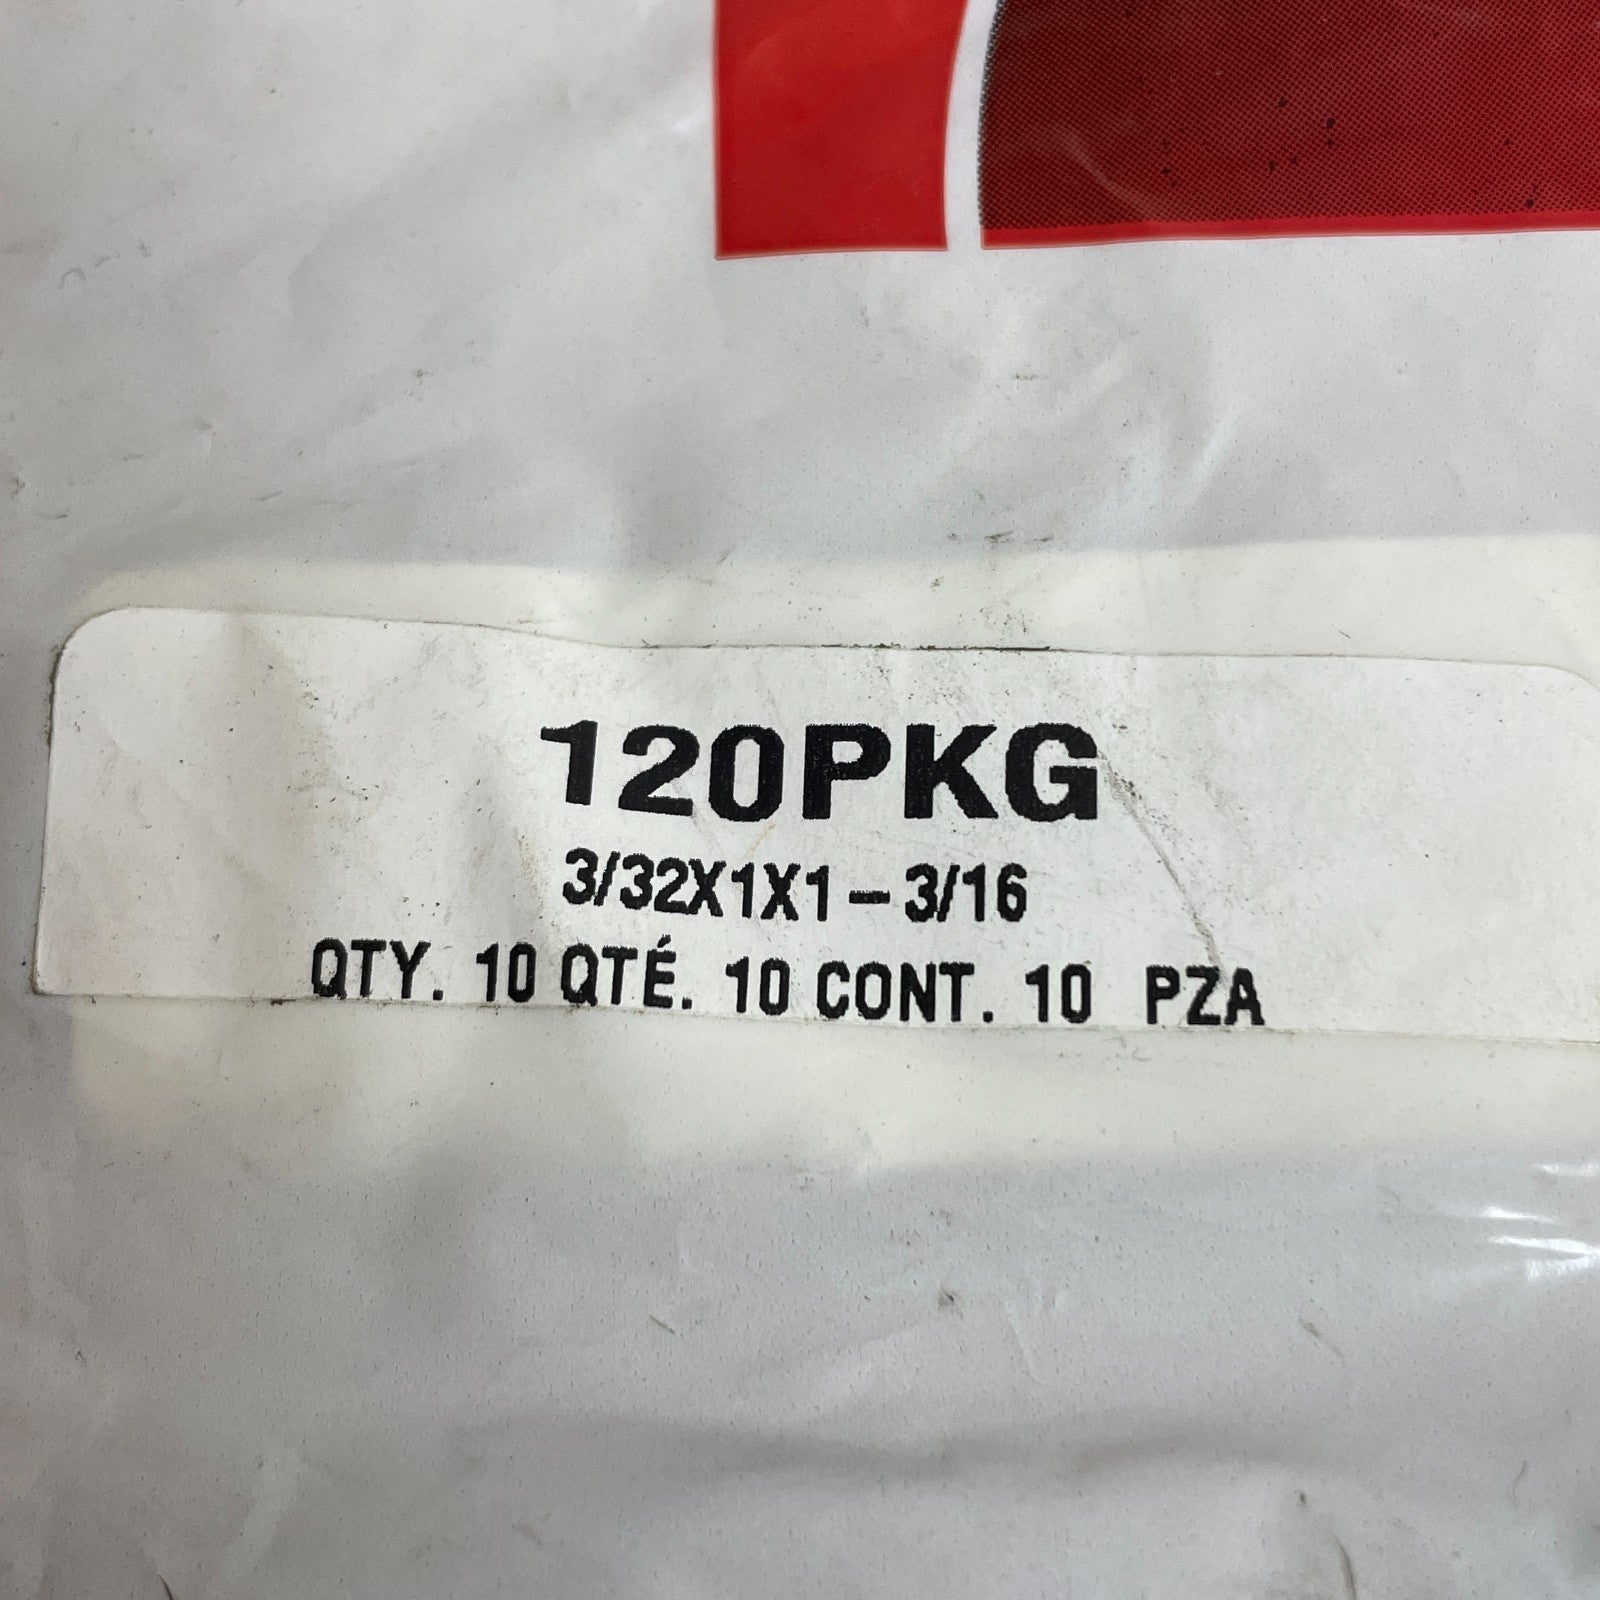 120PKG
3/32X1X1-3/16
QTY. 10 QTÉ. 10 CONT. 10 PZA